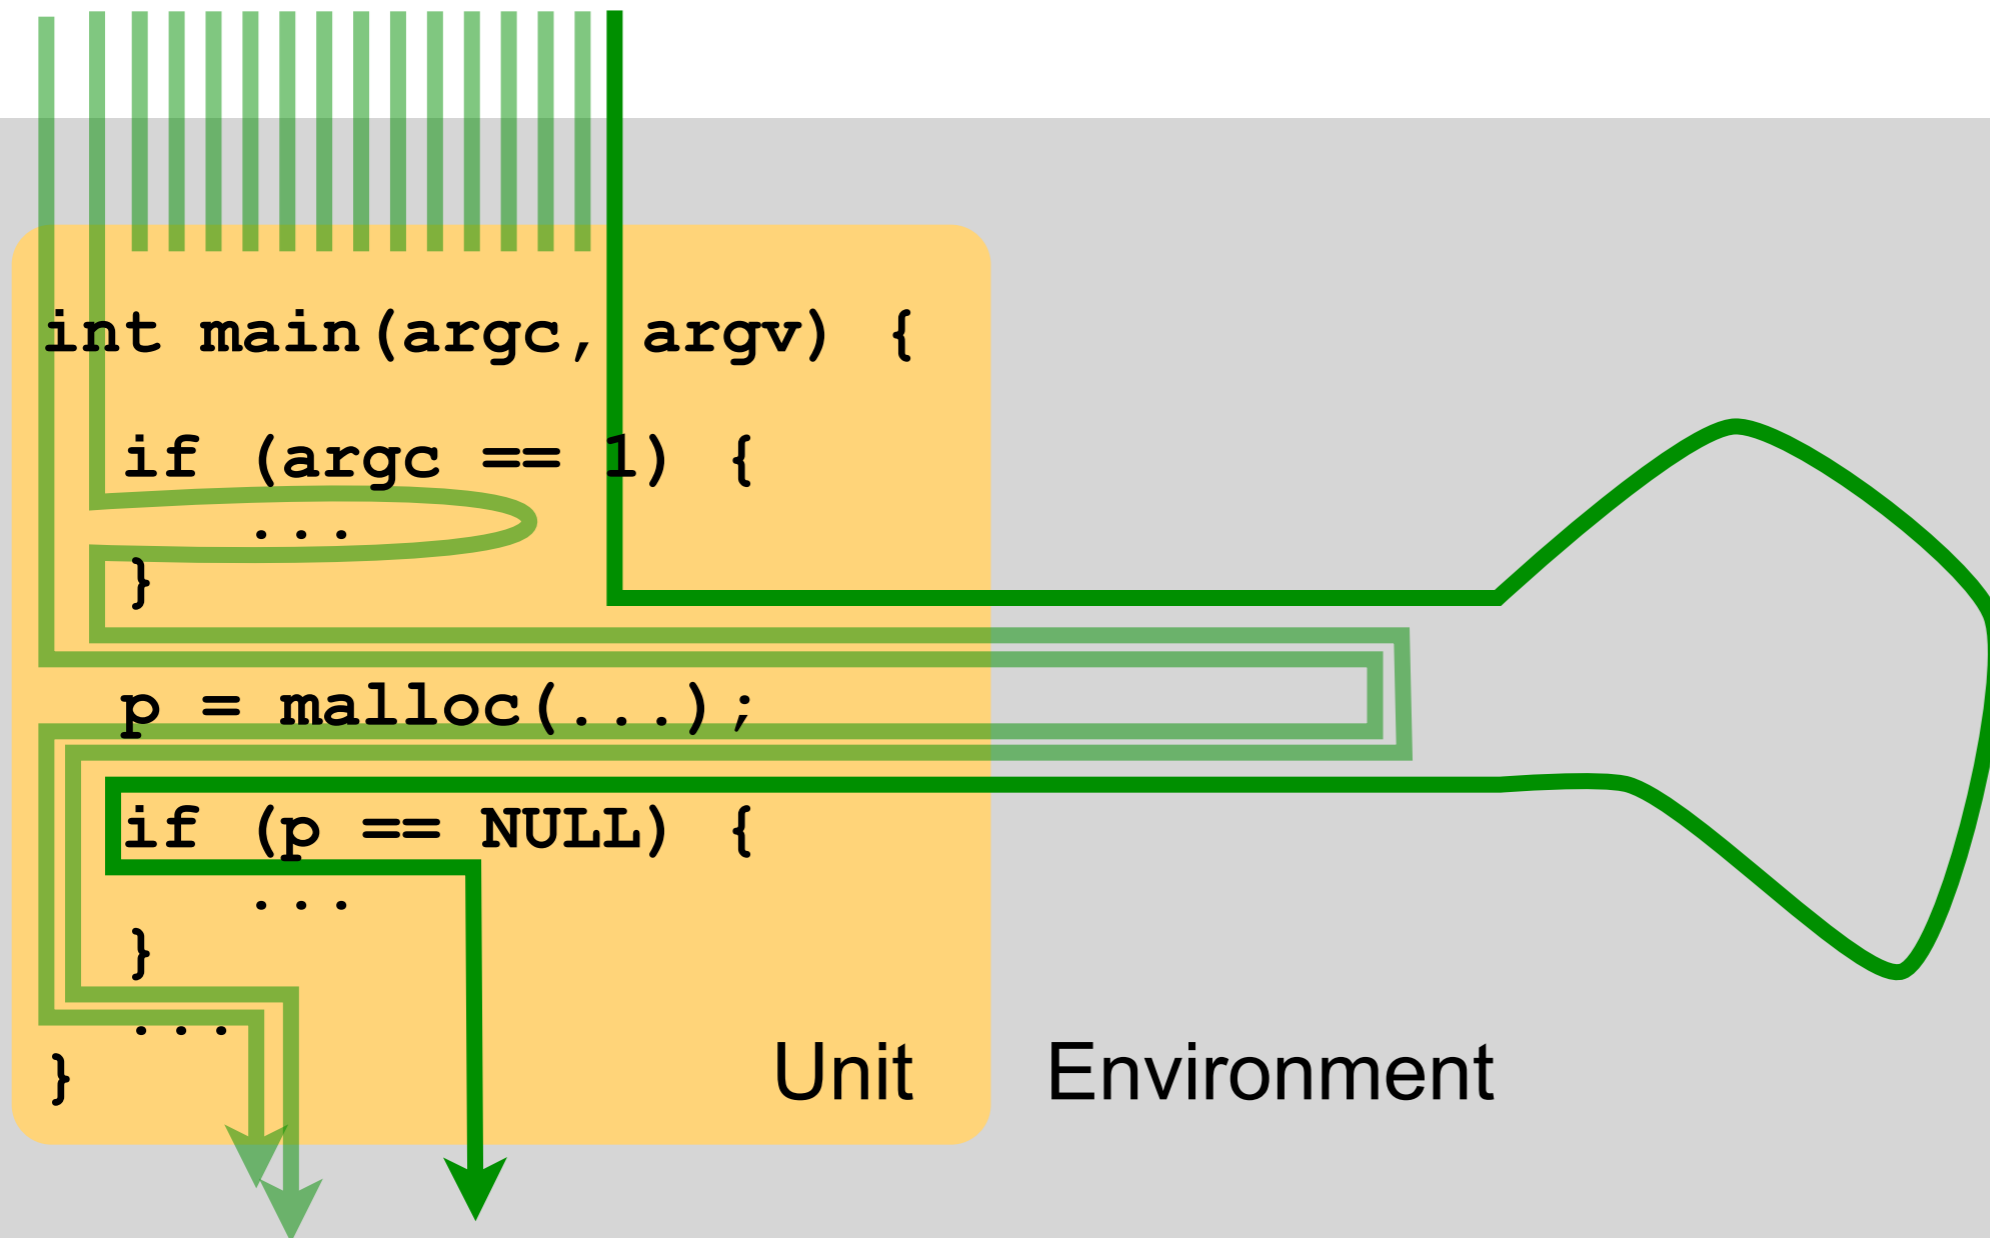 int main(argc, argv) {
if (argc == 1) {
...
}
p = malloc(...);
if (p == NULL) {
...
}
...
}
Unit Environment